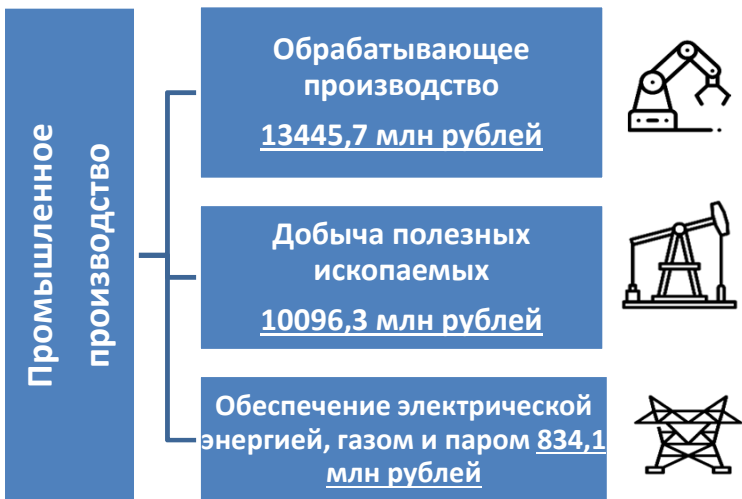 Промышленное
производство
Обрабатывающее
производство
13445,7 млн рублей
Добыча полезных
ископаемых
10096,3 млн рублей
Обеспечение электрической
энергией, газом и паром 834,1
млн рублей